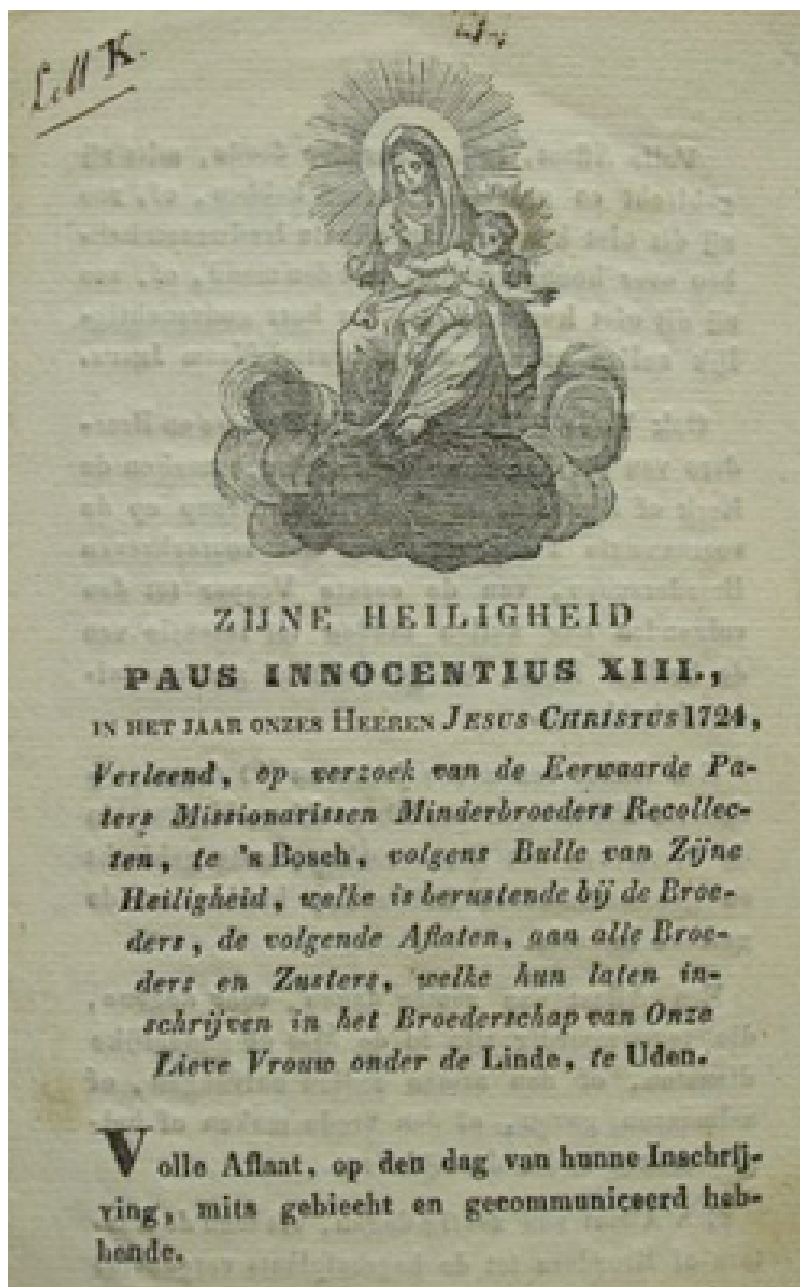 Litt K.
ZIJNE HEILIGHEID
PAUS INNOCENTIUS XIII.,
IN HET JAAR ONZES HEEREN JESUS CHRISTUS 1724,
Verleend, op verzoek van de Eerwaarde Pa-
ters Missionarissen Minderbroeders Recollec-
ten, te 's Bosch, volgens Bulle van Zijne
Heiligheid, welke is berustende bij de Broe-
ders, de volgende Aflaten, aan alle Broe-
ders en Zusters, welke hun laten in-
schrijven in het Broederschap van Onze
Lieve Vrouw onder de Linde, te Uden.
Volle Aflaat, op den dag van hunne Inschrij-
ving, mits gebiecht en gecommuniceerd heb-
bende.